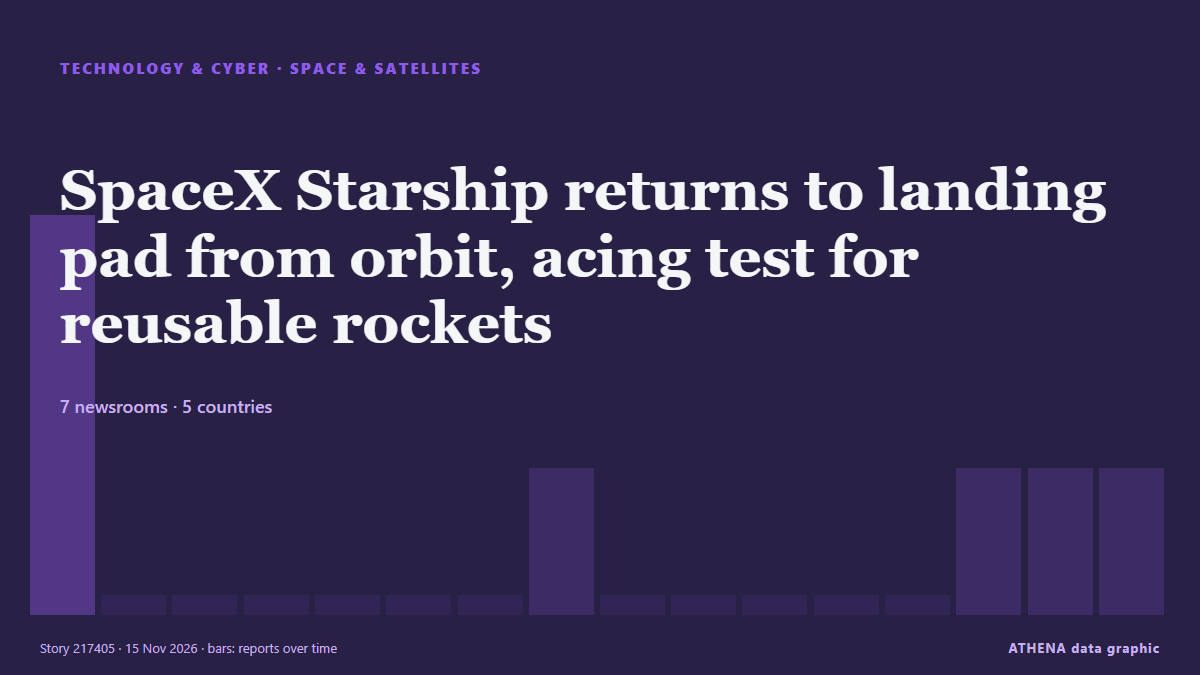 TECHNOLOGY & CYBER · SPACE & SATELLITES
SpaceX Starship returns to landing
pad from orbit, acing test for
reusable rockets
7 newsrooms · 5 countries
Story 217405 · 15 Nov 2026 · bars: reports over time
ATHENA data graphic